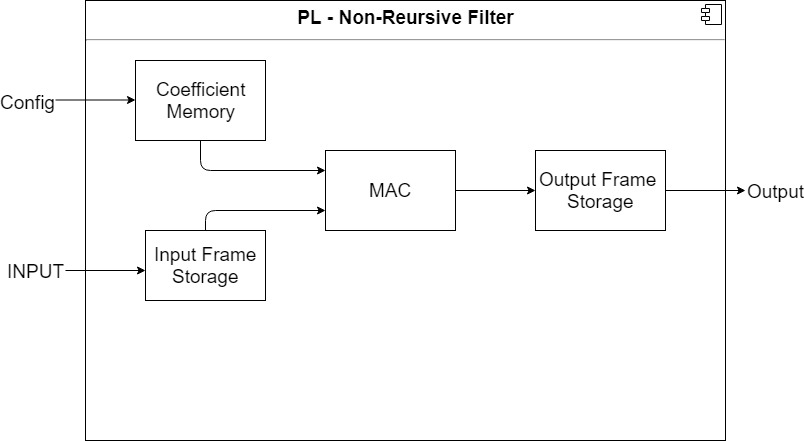 PL - Non-Reursive Filter
Config
Coefficient
Memory
MAC
Output Frame
Storage
Output
INPUT
Input Frame
Storage